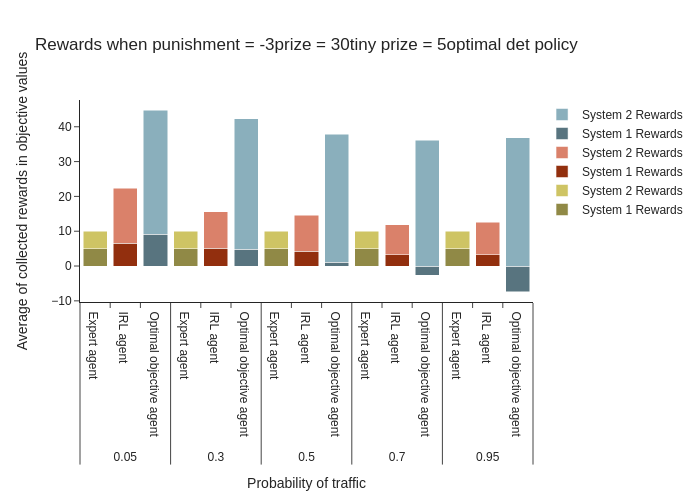 Rewards when punishment = -3prize = 30tiny prize = 5optimal det policy
Average of collected rewards in objective values
40
30
20
10
0
−10
Expert agent
IRL agent
Optimal objective agent
Expert agent
IRL agent
Optimal objective agent
Expert agent
IRL agent
Optimal objective agent
Expert agent
IRL agent
Optimal objective agent
Expert agent
IRL agent
Optimal objective agent
0.05
0.3
0.5
0.7
0.95
Probability of traffic
System 2 Rewards
System 1 Rewards
System 2 Rewards
System 1 Rewards
System 2 Rewards
System 1 Rewards